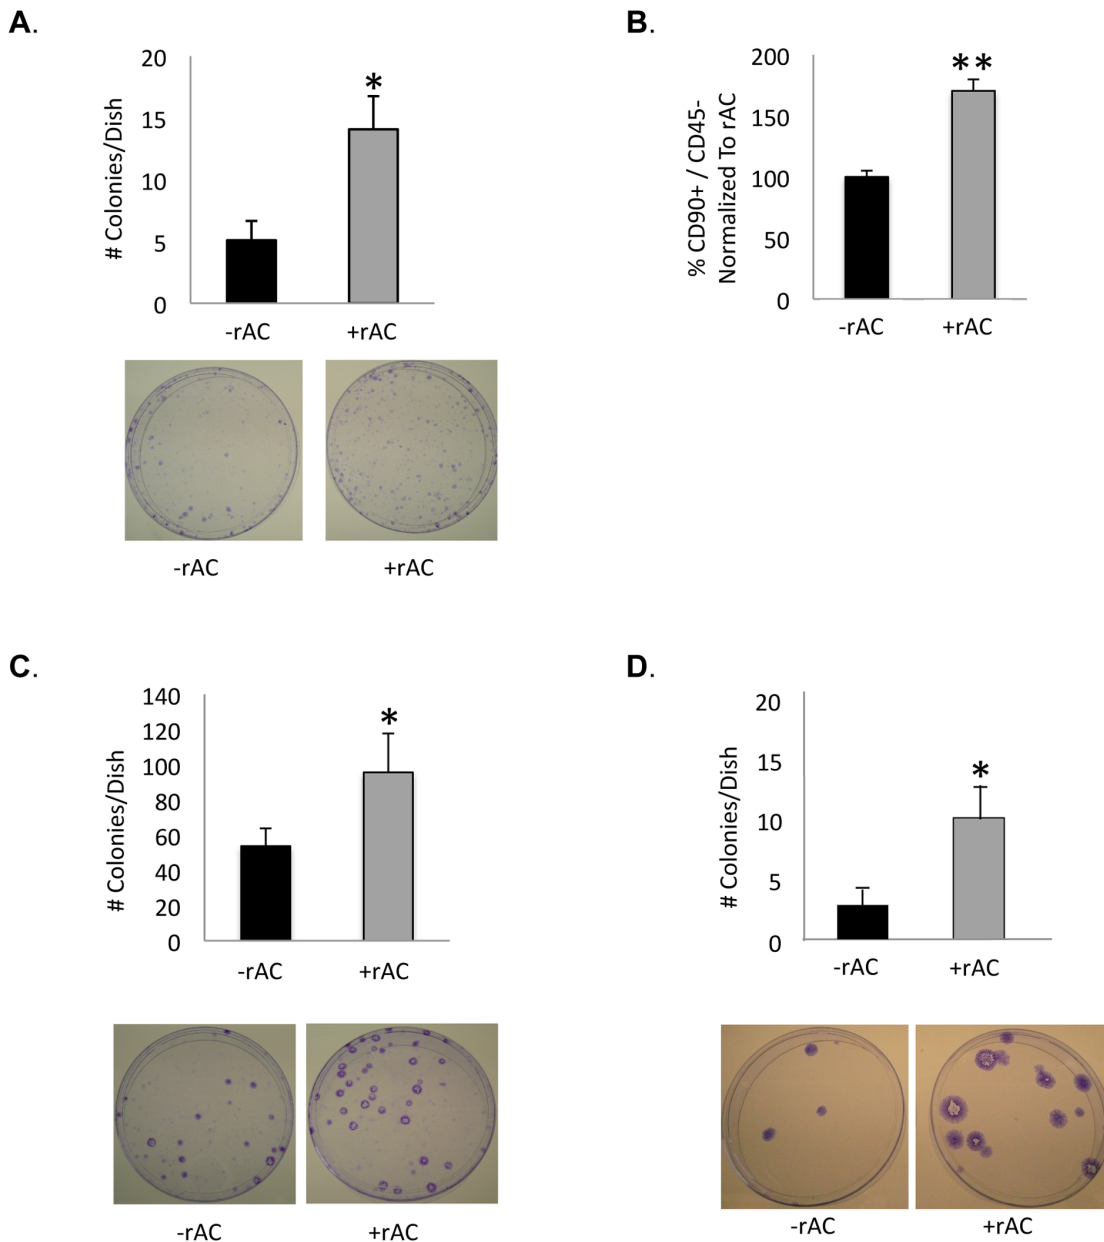 A.
# Colonies/Dish
20
15
10
5
0
*
-rAC
+rAC
-rAC
+rAC
B.
% CD90+ / CD45-
Normalized To rAC
200
150
100
50
0
**
-rAC
+rAC
C.
# Colonies/Dish
140
120
100
80
60
40
20
0
*
-rAC
+rAC
-rAC
+rAC
D.
# Colonies/Dish
20
15
10
5
0
*
-rAC
+rAC
-rAC
+rAC